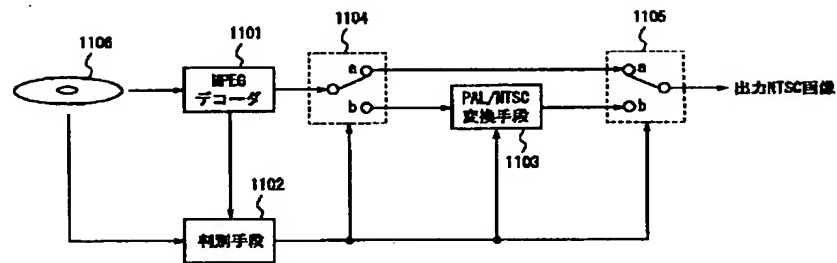 1106
1101
MPEG
デコーダ
1104
a
b
PAL/NTSC
変換手段
1103
1105
a
b
出力NTSC画像
1102
判別手段